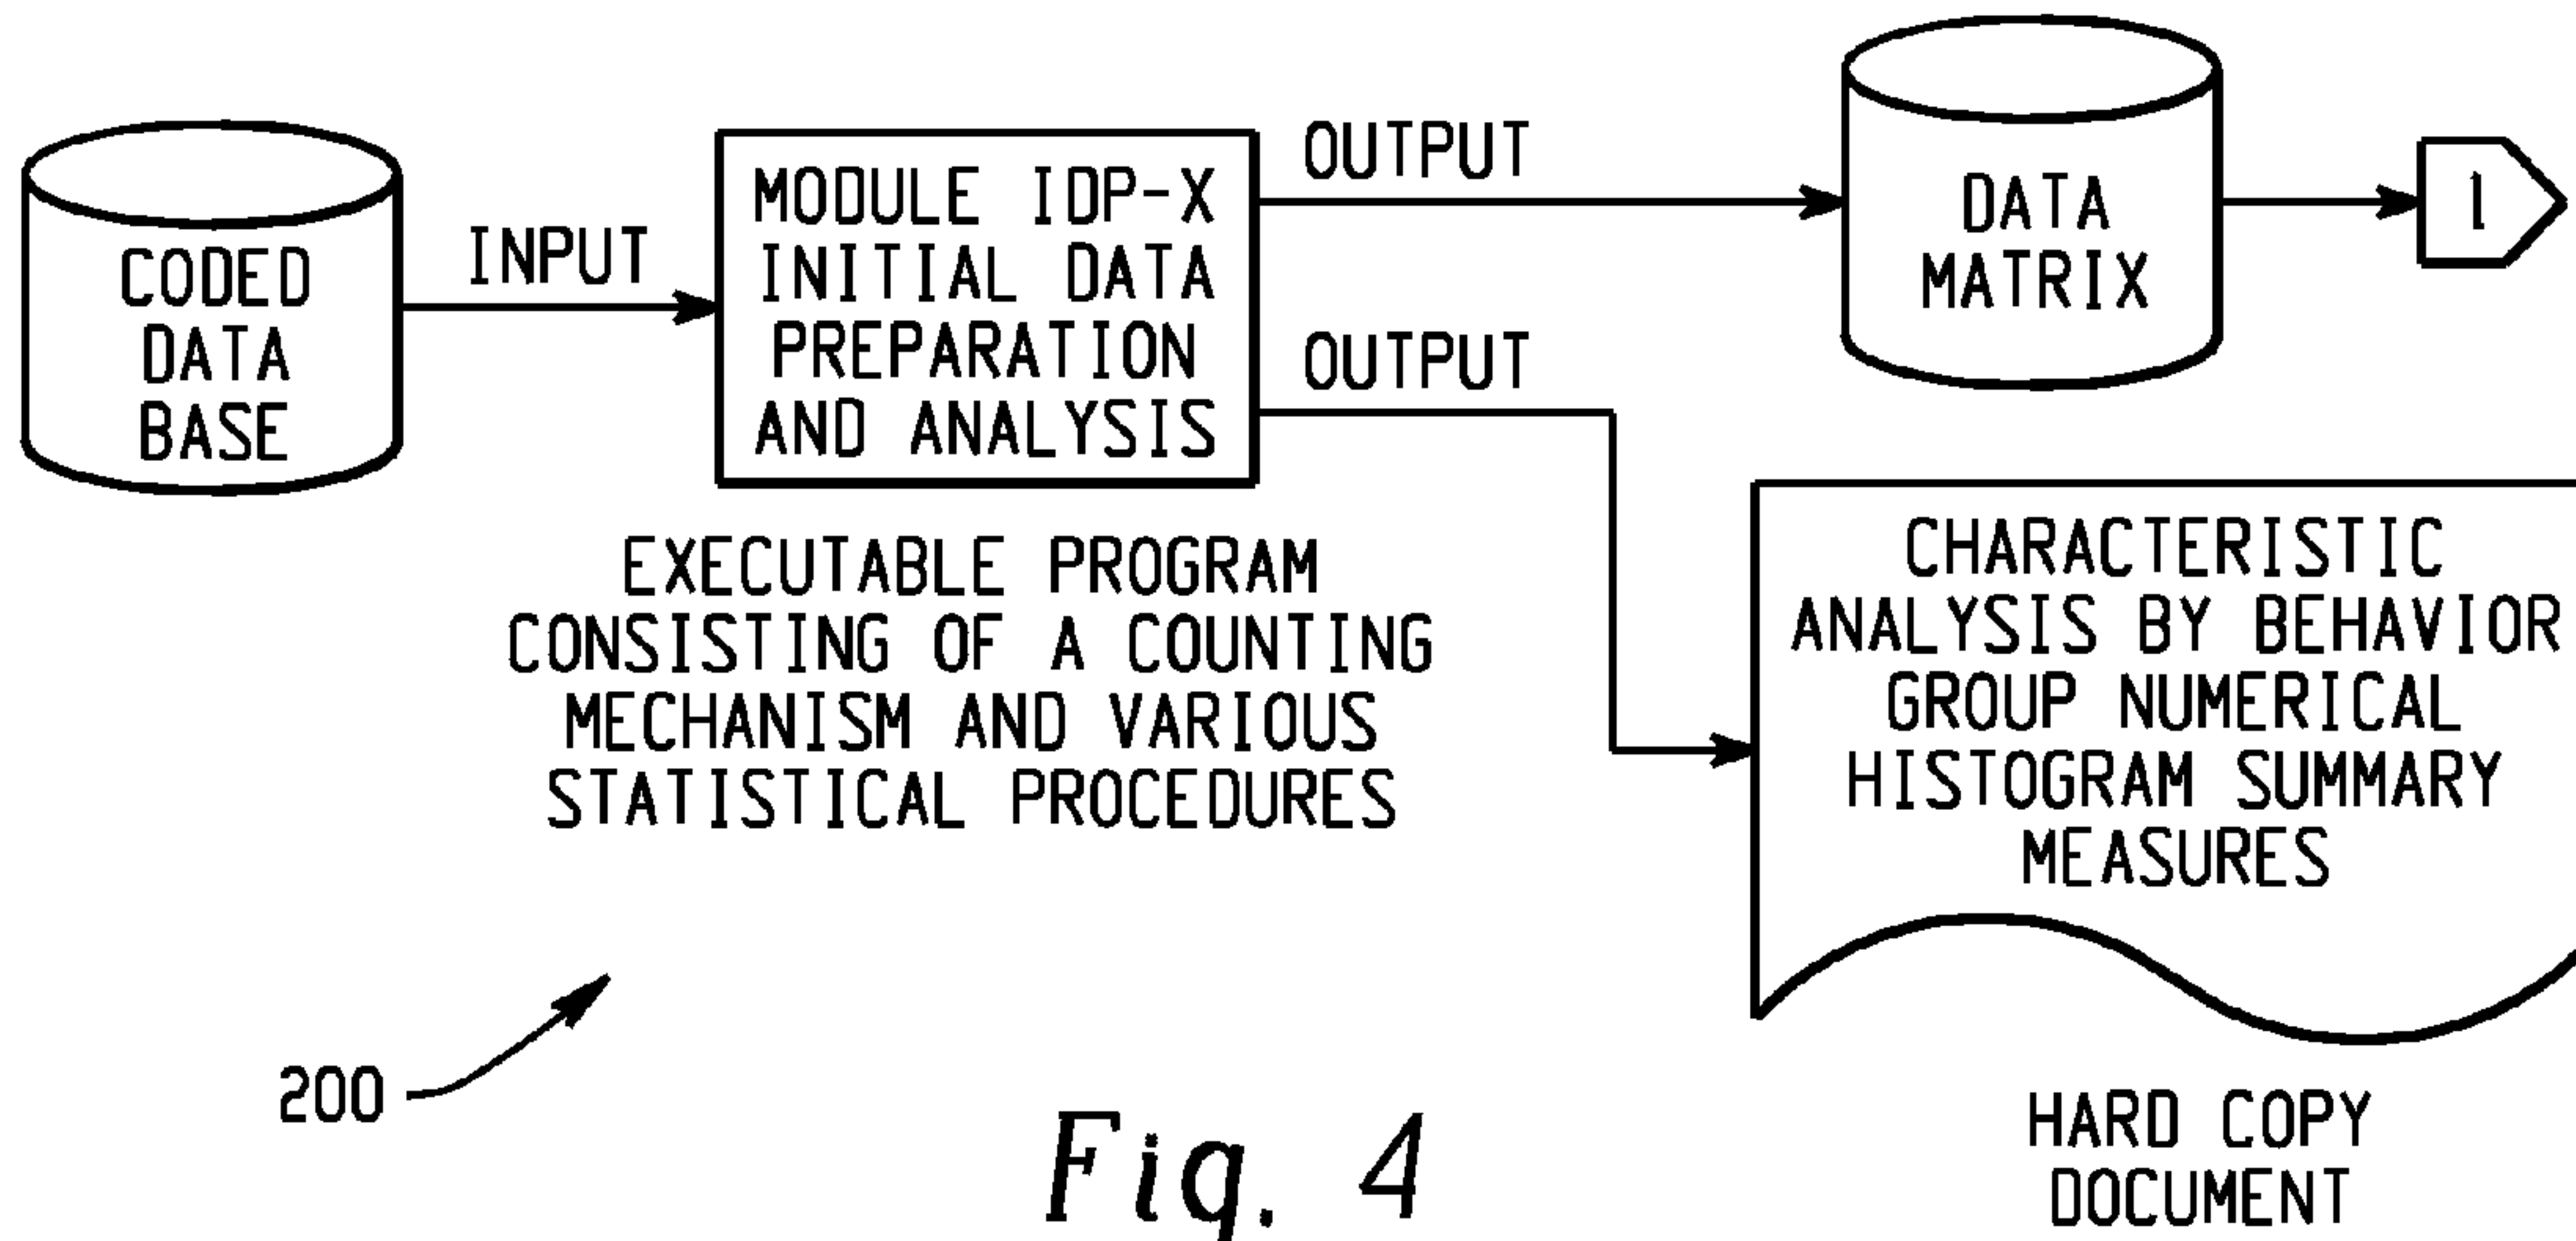 CODED
DATA
BASE
INPUT
MODULE IDP-X
INITIAL DATA
PREPARATION
AND ANALYSIS
EXECUTABLE PROGRAM
CONSISTING OF A COUNTING
MECHANISM AND VARIOUS
STATISTICAL PROCEDURES
OUTPUT
OUTPUT
DATA
MATRIX
1
CHARACTERISTIC
ANALYSIS BY BEHAVIOR
GROUP NUMERICAL
HISTOGRAM SUMMARY
MEASURES
HARD COPY
DOCUMENT
200
Fig. 4